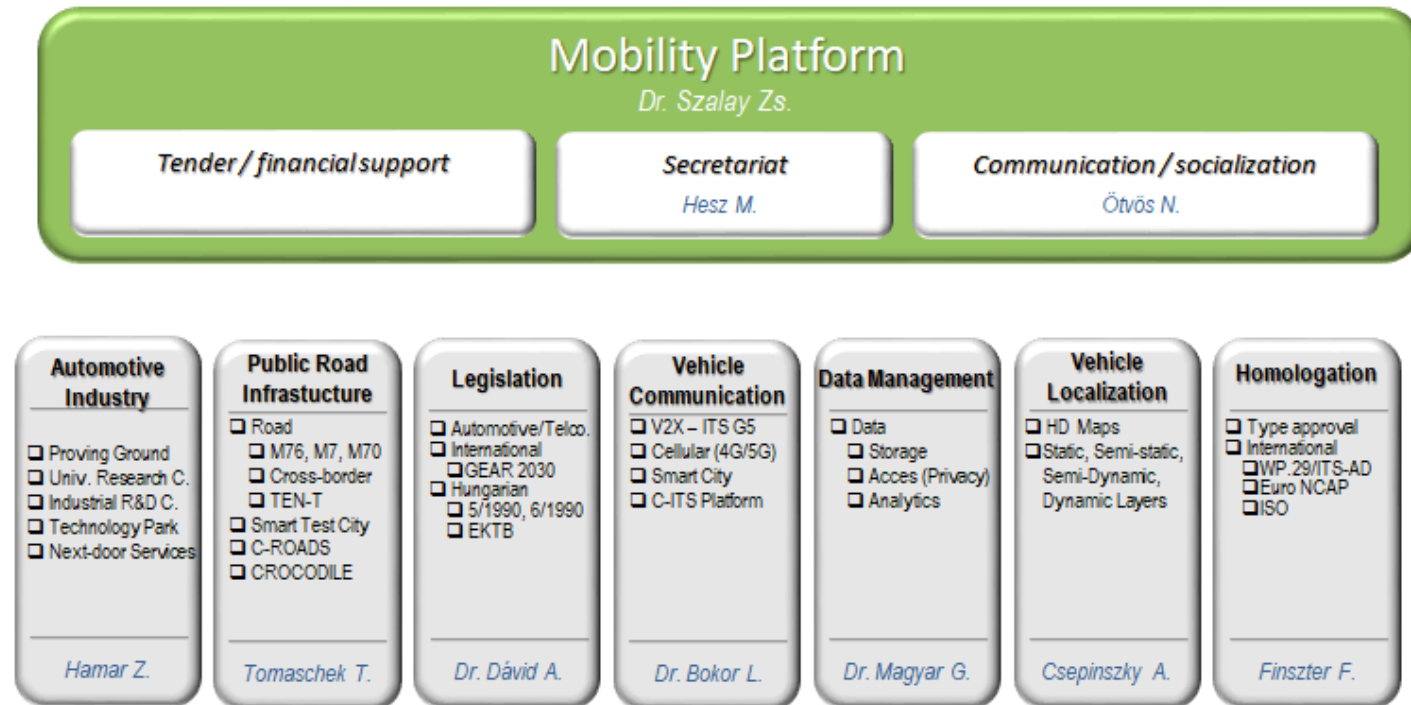 Mobility Platform
Dr. Szalay Zs.
Tender / financial support
Secretariat
Hesz M.
Communication / socialization
Ötvös N.
Automotive
Industry
❑ Proving Ground
❑ Univ. Research C.
❑ Industrial R&D C.
❑ Technology Park
❑ Next-door Services
Hamar Z.
Public Road
Infrastucture
❑ Road
❑ M76, M7, M70
❑ Cross-border
❑ TEN-T
❑ Smart Test City
❑ C-ROADS
❑ CROCODILE
Tomaschek T.
Legislation
❑ Automotive/Telco.
❑ International
❑ GEAR 2030
❑ Hungarian
❑ 5/1990, 6/1990
❑ EKTB
Dr. Dávid A.
Vehicle
Communication
❑ V2X – ITS G5
❑ Cellular (4G/5G)
❑ Smart City
❑ C-ITS Platform
Dr. Bokor L.
Data Management
❑ Data
❑ Storage
❑ Acces (Privacy)
❑ Analytics
Dr. Magyar G.
Vehicle
Localization
❑ HD Maps
❑ Static, Semi-static,
Semi-Dynamic,
Dynamic Layers
Csepinszky A.
Homologation
❑ Type approval
❑ International
❑ WP.29/ITS-AD
❑ Euro NCAP
❑ ISO
Finszter F.